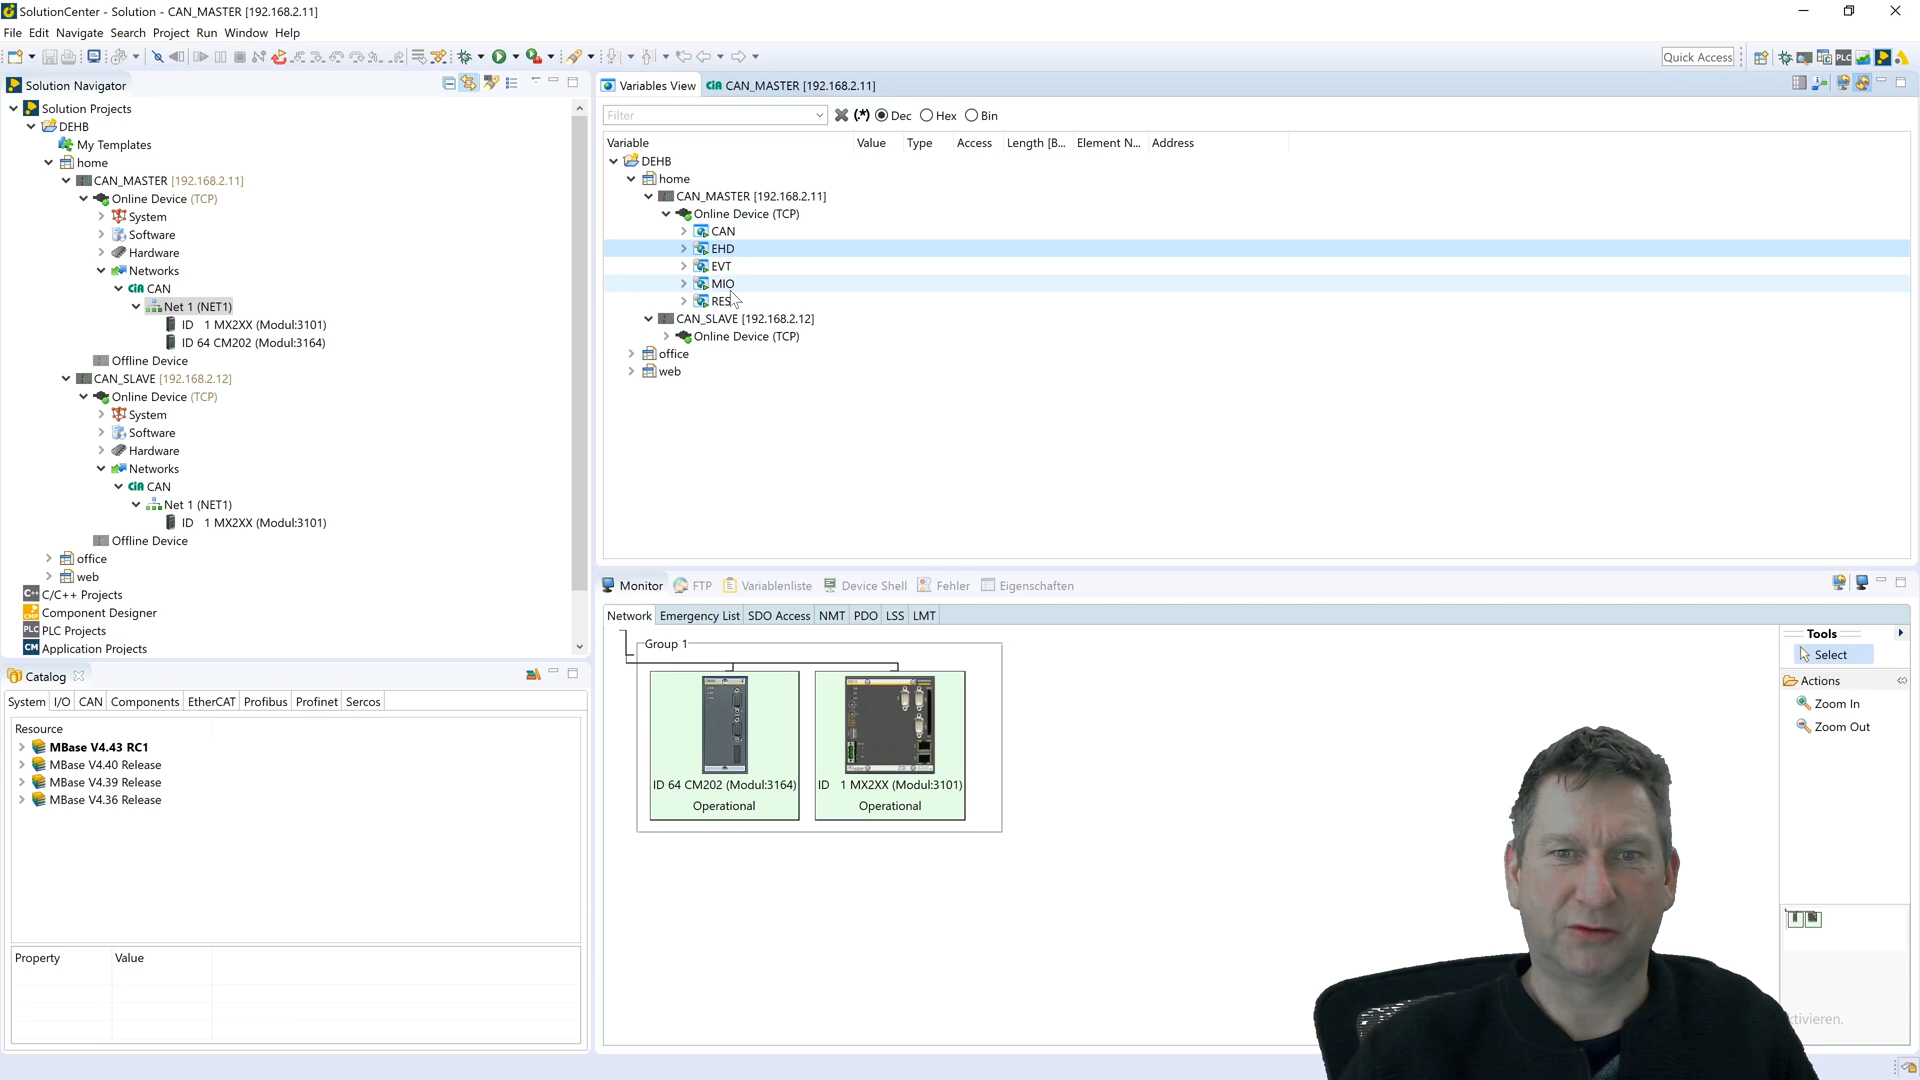 SolutionCenter - Solution - CAN_MASTER [192.168.2.11]
File Edit Navigate Search Project Run Window Help
Quick Access
Solution Navigator
Solution Projects
DEHB
My Templates
home
CAN_MASTER [192.168.2.11]
Online Device (TCP)
System
Software
Hardware
Networks
CiA CAN
Net 1 (NET1)
ID 1 MX2XX (Modul:3101)
ID 64 CM202 (Modul:3164)
Offline Device
CAN_SLAVE [192.168.2.12]
Online Device (TCP)
System
Software
Hardware
Networks
CiA CAN
Net 1 (NET1)
ID 1 MX2XX (Modul:3101)
Offline Device
office
web
C++ C/C++ Projects
CMP Component Designer
PLC PLC Projects
CM Application Projects
Catalog
System I/O CAN Components EtherCAT Profibus Profinet Sercos
Resource
MBase V4.43 RC1
MBase V4.40 Release
MBase V4.39 Release
MBase V4.36 Release
Property Value
Variables View CiA CAN_MASTER [192.168.2.11]
Filter (.*) Dec Hex Bin
Variable Value Type Access Length [B... Element N... Address
DEHB
home
CAN_MASTER [192.168.2.11]
Online Device (TCP)
CAN
EHD
EVT
MIO
RES
CAN_SLAVE [192.168.2.12]
Online Device (TCP)
office
web
Monitor FTP Variablenliste Device Shell Fehler Eigenschaften
Network Emergency List SDO Access NMT PDO LSS LMT
Group 1
ID 64 CM202 (Modul:3164)
Operational
ID 1 MX2XX (Modul:3101)
Operational
Tools
Select
Actions
Zoom In
Zoom Out
tivieren.